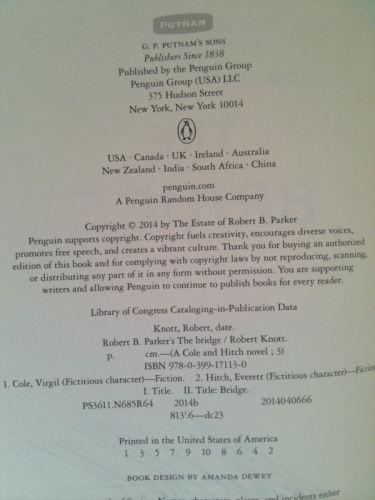 PUTNAM
G. P. PUTNAM'S SONS
Publishers Since 1838
Published by the Penguin Group
Penguin Group (USA) LLC
375 Hudson Street
New York, New York 10014
USA · Canada · UK · Ireland · Australia
New Zealand · India · South Africa · China
penguin.com
A Penguin Random House Company
Copyright © 2014 by The Estate of Robert B. Parker
Penguin supports copyright. Copyright fuels creativity, encourages diverse voices,
promotes free speech, and creates a vibrant culture. Thank you for buying an authorized
edition of this book and for complying with copyright laws by not reproducing, scanning,
or distributing any part of it in any form without permission. You are supporting
writers and allowing Penguin to continue to publish books for every reader.
Library of Congress Cataloging-in-Publication Data
Knott, Robert, date.
Robert B. Parker's The bridge / Robert Knott.
p. cm.—(A Cole and Hitch novel ; 3)
ISBN 978-0-399-17113-0
1. Cole, Virgil (Fictitious character)—Fiction. 2. Hitch, Everett (Fictitious character)—Fiction
I. Title. II. Title: Bridge.
PS3611.N685R64 2014b 2014040666
813'.6—dc23
Printed in the United States of America
1 3 5 7 9 10 8 6 4 2
BOOK DESIGN BY AMANDA DEWEY
Names, characters, places, and incidents either